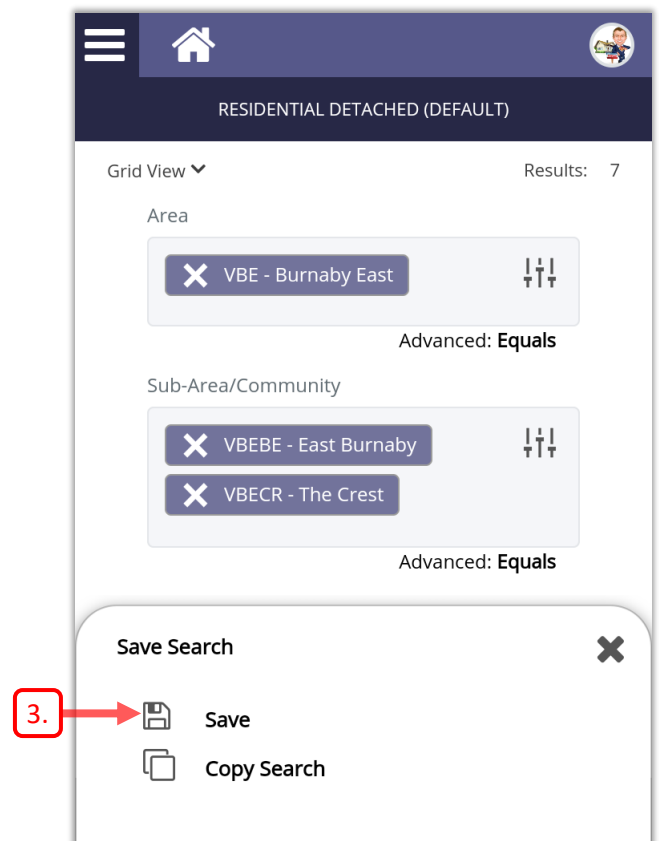 RESIDENTIAL DETACHED (DEFAULT)
Grid View Results: 7
Area
VBE - Burnaby East
Advanced: Equals
Sub-Area/Community
VBEBE - East Burnaby
VBECR - The Crest
Advanced: Equals
Save Search
3. Save
Copy Search